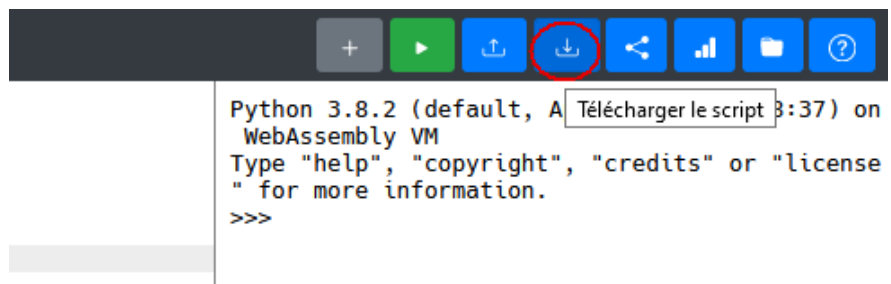 Python 3.8.2 (default, A Télécharger le script 3:37) on
WebAssembly VM
Type "help", "copyright", "credits" or "license
" for more information.
>>>